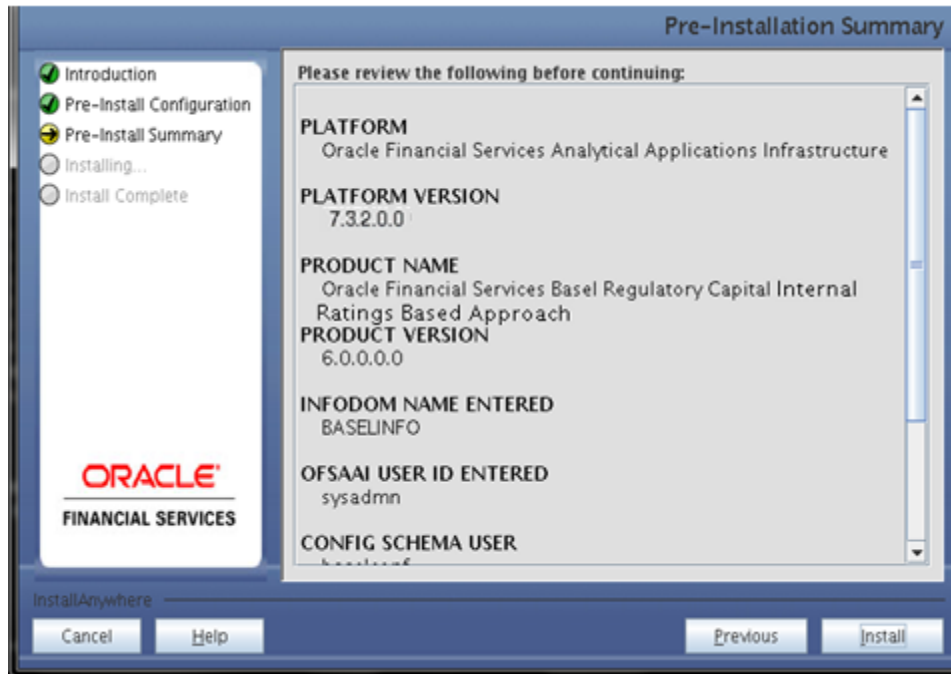 Pre-Installation Summary
Introduction
Pre-Install Configuration
Pre-Install Summary
Installing...
Install Complete
ORACLE
FINANCIAL SERVICES
Please review the following before continuing:
PLATFORM
Oracle Financial Services Analytical Applications Infrastructure
PLATFORM VERSION
7.3.2.0.0
PRODUCT NAME
Oracle Financial Services Basel Regulatory Capital Internal
Ratings Based Approach
PRODUCT VERSION
6.0.0.0.0
INFODOM NAME ENTERED
BASELINFO
OFSAAI USER ID ENTERED
sysadmn
CONFIG SCHEMA USER
InstallAnywhere
Cancel
Help
Previous
Install